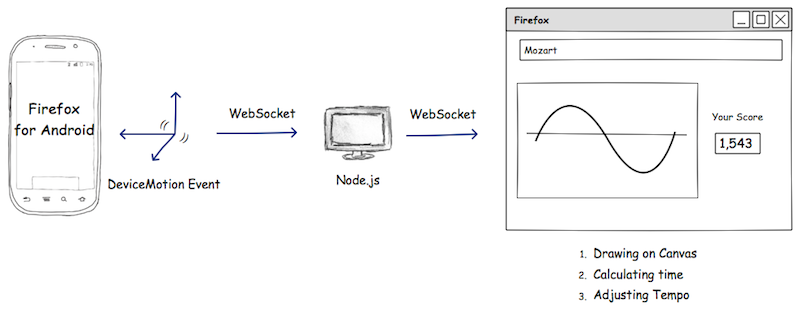 Firefox
for Android
DeviceMotion Event
WebSocket
Node.js
WebSocket
Firefox
Mozart
Your Score
1,543
1. Drawing on Canvas
2. Calculating time
3. Adjusting Tempo